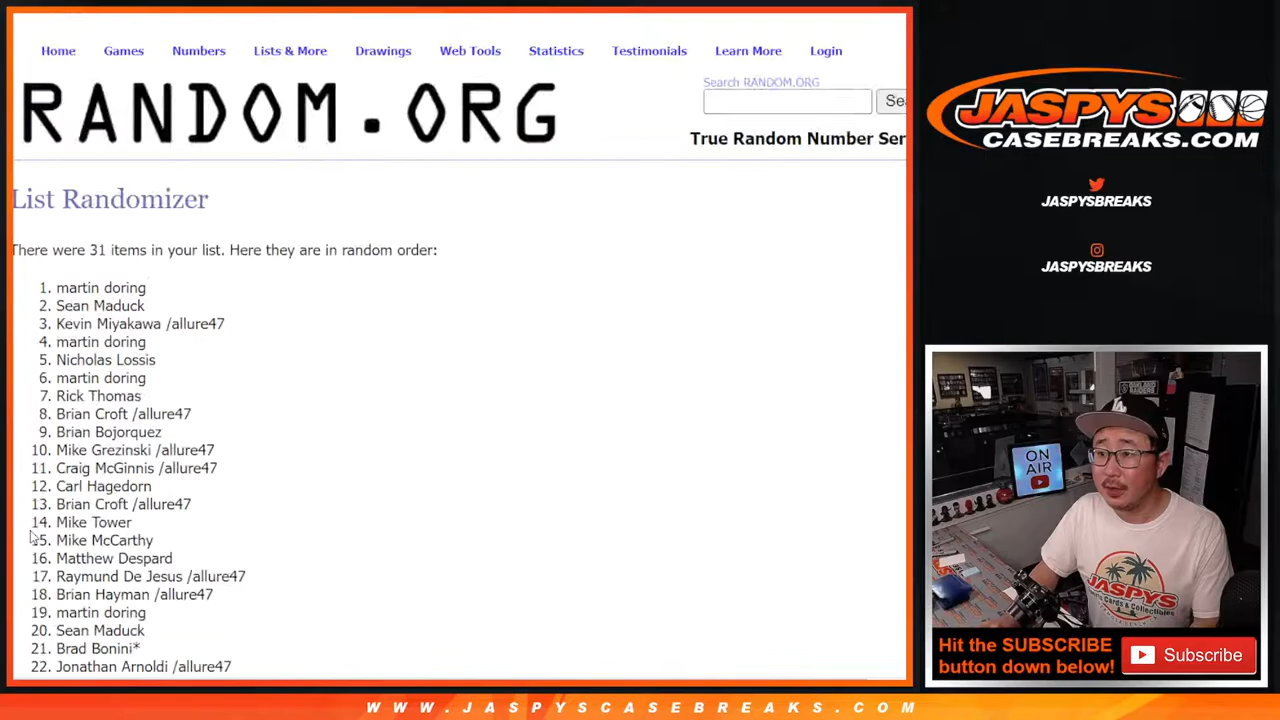 Home Games Numbers Lists & More Drawings Web Tools Statistics Testimonials Learn More Login
RANDOM.ORG
Search RANDOM.ORG
True Random Number Ser
List Randomizer
There were 31 items in your list. Here they are in random order:
1. martin doring
2. Sean Maduck
3. Kevin Miyakawa /allure47
4. martin doring
5. Nicholas Lossis
6. martin doring
7. Rick Thomas
8. Brian Croft /allure47
9. Brian Bojorquez
10. Mike Grezinski /allure47
11. Craig McGinnis /allure47
12. Carl Hagedorn
13. Brian Croft /allure47
14. Mike Tower
15. Mike McCarthy
16. Matthew Despard
17. Raymund De Jesus /allure47
18. Brian Hayman /allure47
19. martin doring
20. Sean Maduck
21. Brad Bonini*
22. Jonathan Arnoldi /allure47
JASPYS
CASEBREAKS.COM
JASPYSBREAKS
JASPYSBREAKS
ON
AIR
JASPYS
Hit the SUBSCRIBE
button down below!
Subscribe
WWW.JASPYSCASEBREAKS.COM